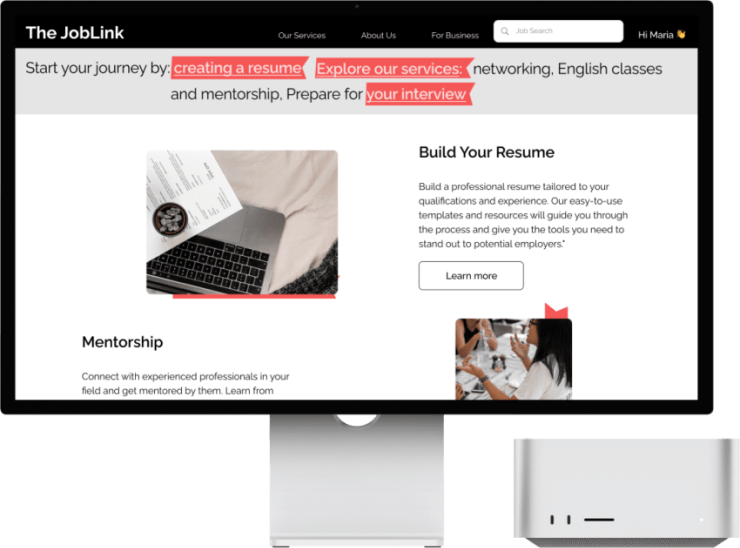 The JobLink
Our Services
About Us
For Business
Job Search
Hi Maria 👋
Start your journey by: creating a resume Explore our services: networking, English classes
and mentorship, Prepare for your interview
Build Your Resume
Build a professional resume tailored to your
qualifications and experience. Our easy-to-use
templates and resources will guide you through
the process and give you the tools you need to
stand out to potential employers."
Learn more
Mentorship
Connect with experienced professionals in your
field and get mentored by them. Learn from